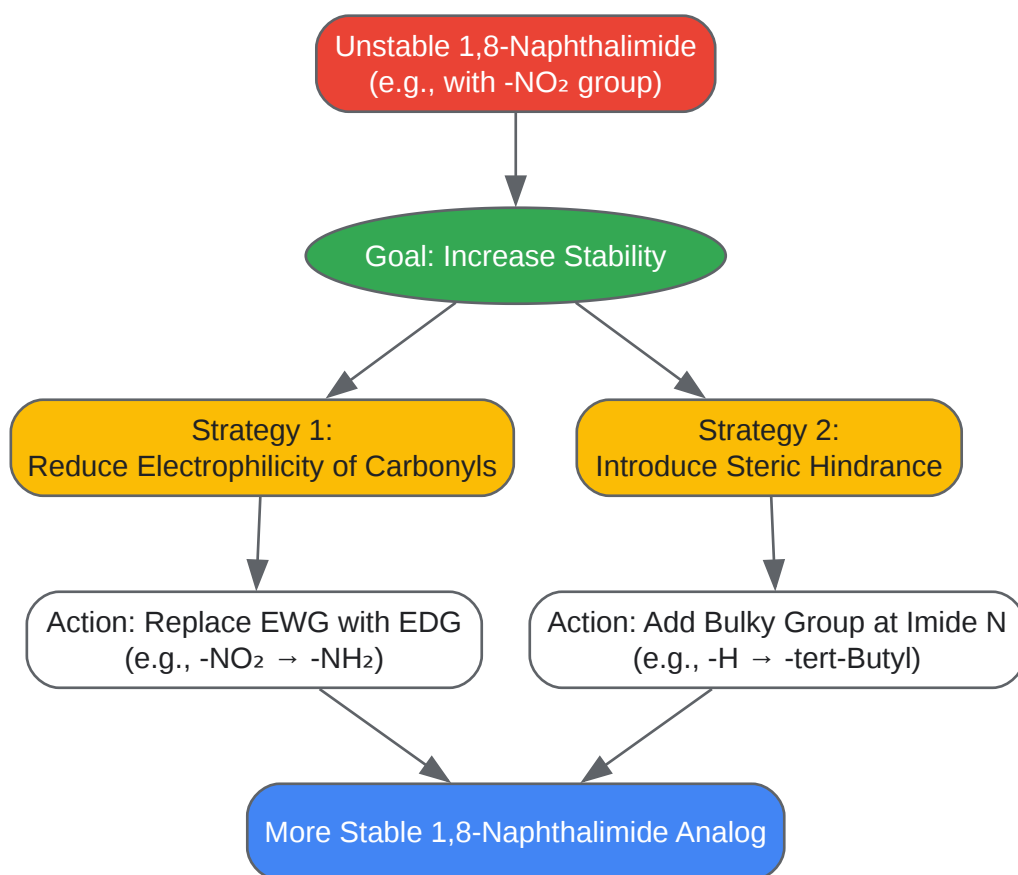 Unstable 1,8-Naphthalimide
(e.g., with -NO₂ group)
Goal: Increase Stability
Strategy 1:
Reduce Electrophilicity of Carbonyls
Strategy 2:
Introduce Steric Hindrance
Action: Replace EWG with EDG
(e.g., -NO₂ → -NH₂)
Action: Add Bulky Group at Imide N
(e.g., -H → -tert-Butyl)
More Stable 1,8-Naphthalimide Analog